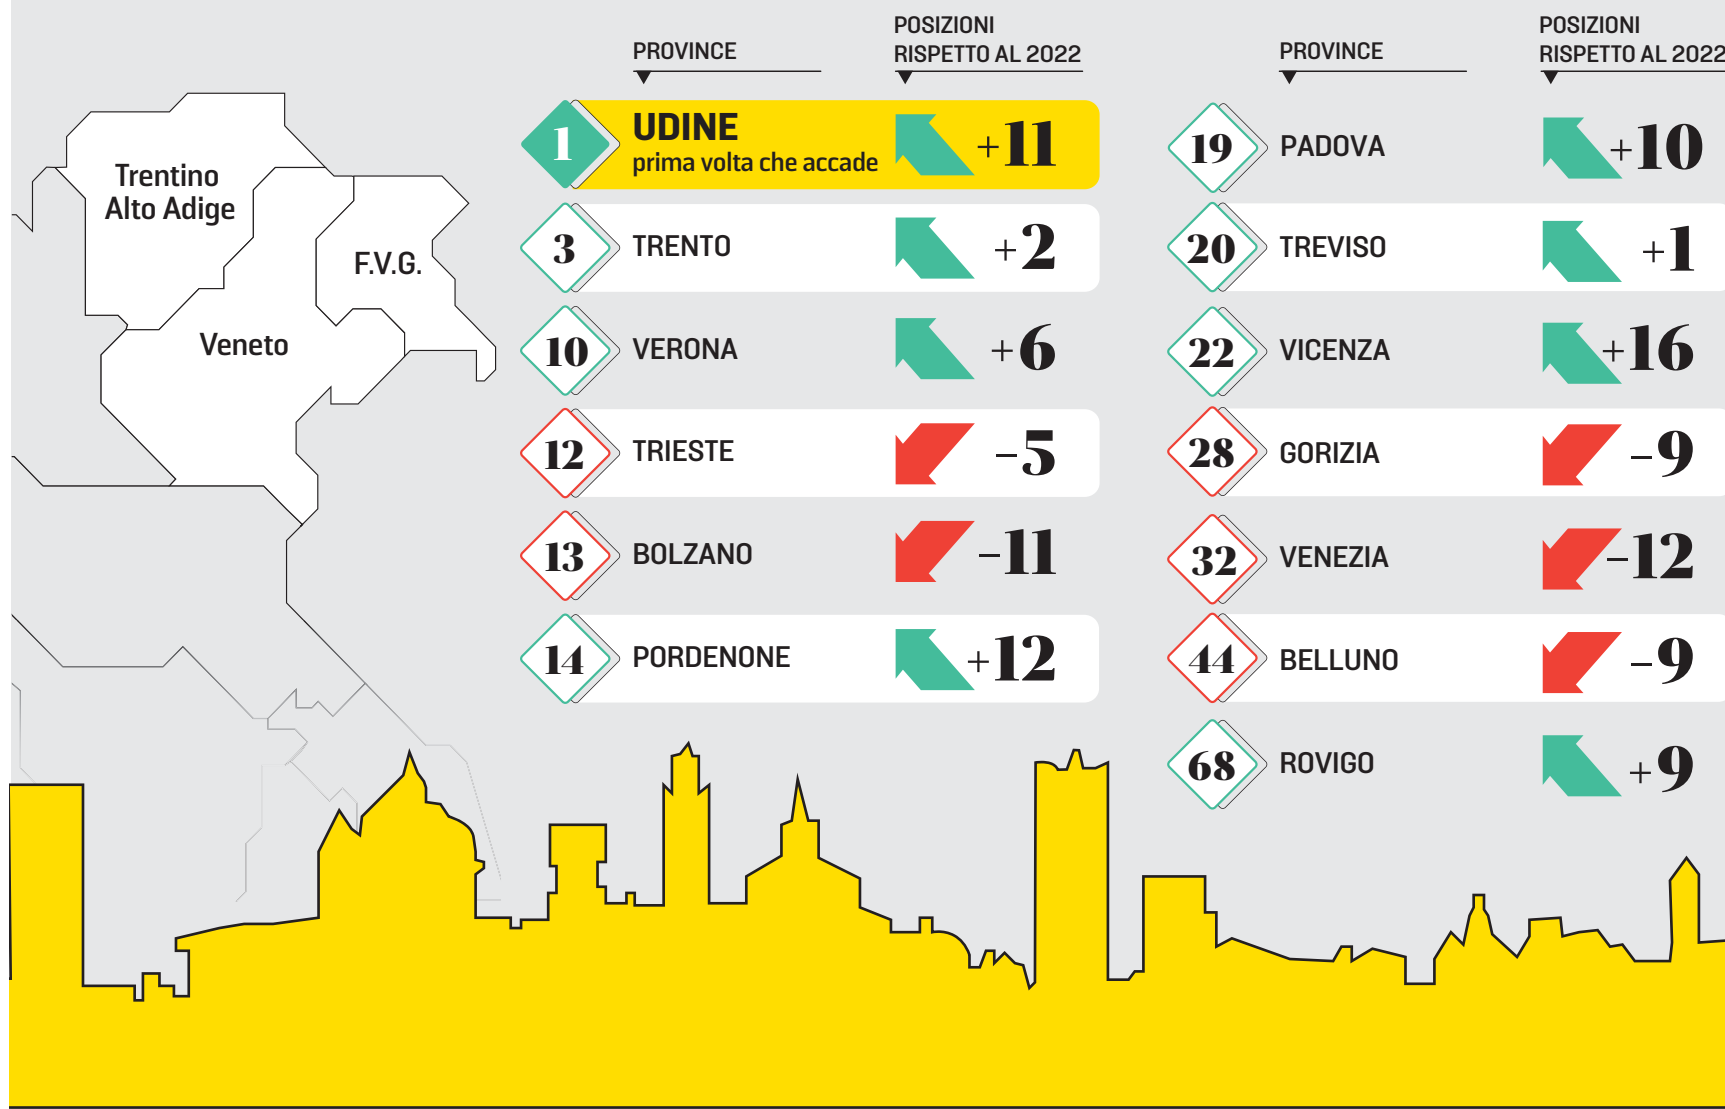 PROVINCE
POSIZIONI
RISPETTO AL 2022
PROVINCE
POSIZIONI
RISPETTO AL 2022
Trentino
Alto Adige
F.V.G.
Veneto
1 UDINE +11
prima volta che accade
3 TRENTO +2
10 VERONA +6
12 TRIESTE –5
13 BOLZANO –11
14 PORDENONE +12
19 PADOVA +10
20 TREVISO +1
22 VICENZA +16
28 GORIZIA –9
32 VENEZIA –12
44 BELLUNO –9
68 ROVIGO +9